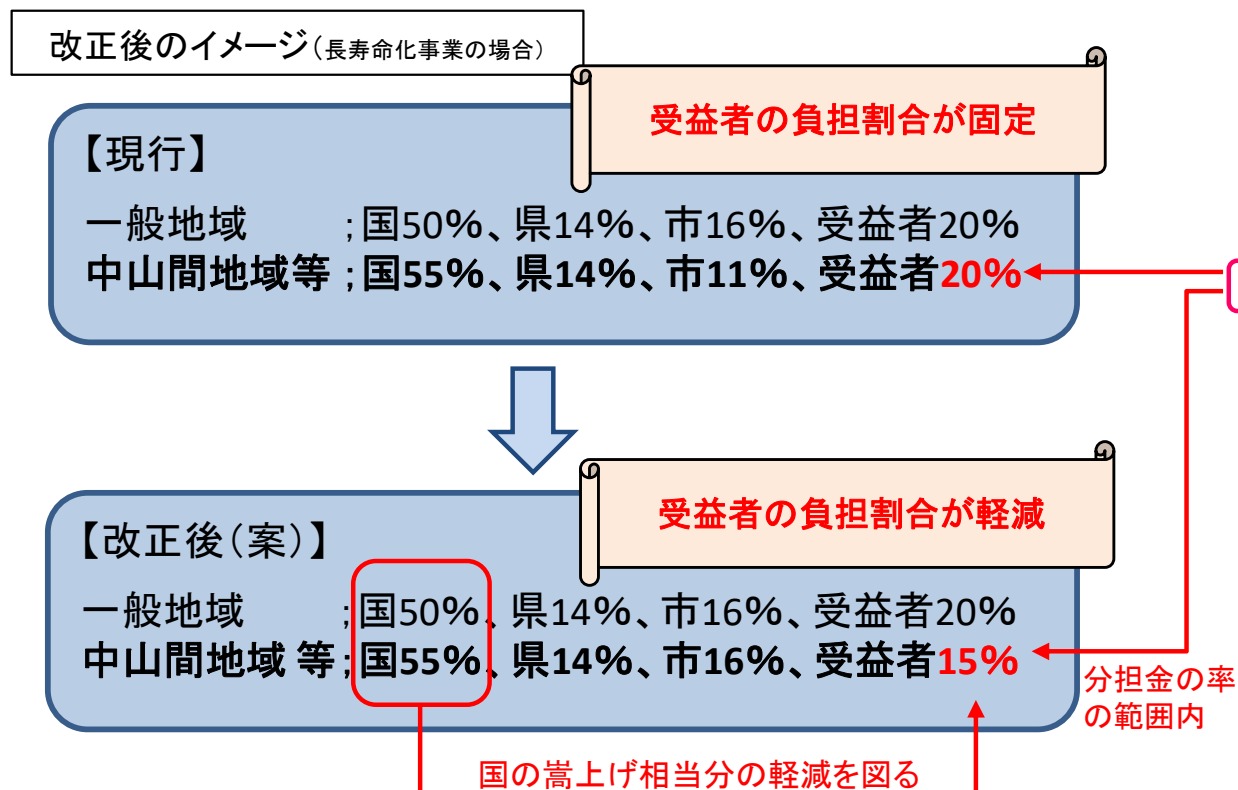 改正後のイメージ(長寿命化事業の場合)
受益者の負担割合が固定
【現行】
一般地域 ;国50%、県14%、市16%、受益者20%
中山間地域等 ;国55%、県14%、市11%、受益者20%
受益者の負担割合が軽減
【改正後(案)】
一般地域 ;国50%、県14%、市16%、受益者20%
中山間地域 等;国55%、県14%、市16%、受益者15%
分担金の率
の範囲内
国の嵩上げ相当分の軽減を図る